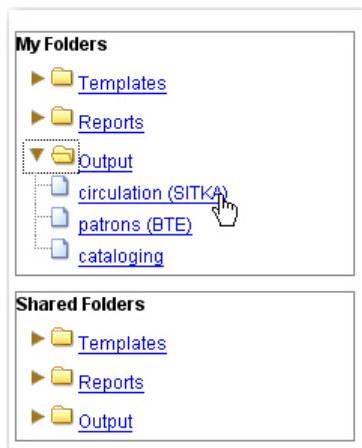 My Folders
Templates
Reports
Output
circulation (SITKA)
patrons (BTE)
cataloging
Shared Folders
Templates
Reports
Output